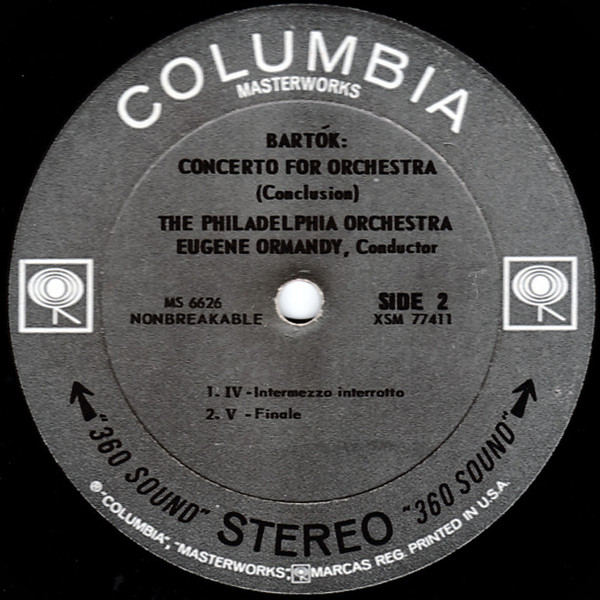 COLUMBIA
MASTERWORKS
BARTÓK:
CONCERTO FOR ORCHESTRA
(Conclusion)
THE PHILADELPHIA ORCHESTRA
EUGENE ORMANDY, Conductor
MS 6626
NONBREAKABLE
SIDE 2
XSM 77411
1. IV - Intermezzo interrotto
2. V - Finale
"360 SOUND" STEREO "360 SOUND"
® "COLUMBIA", "MASTERWORKS", MARCAS REG. PRINTED IN U.S.A.